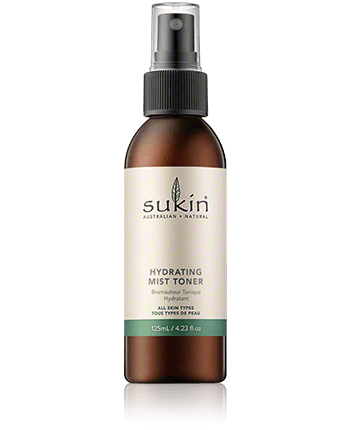 sukin
AUSTRALIAN • NATURAL
HYDRATING
MIST TONER
Brumisateur Tonique
Hydratant
ALL SKIN TYPES
TOUS TYPES DE PEAU
125mL / 4.23 fl oz